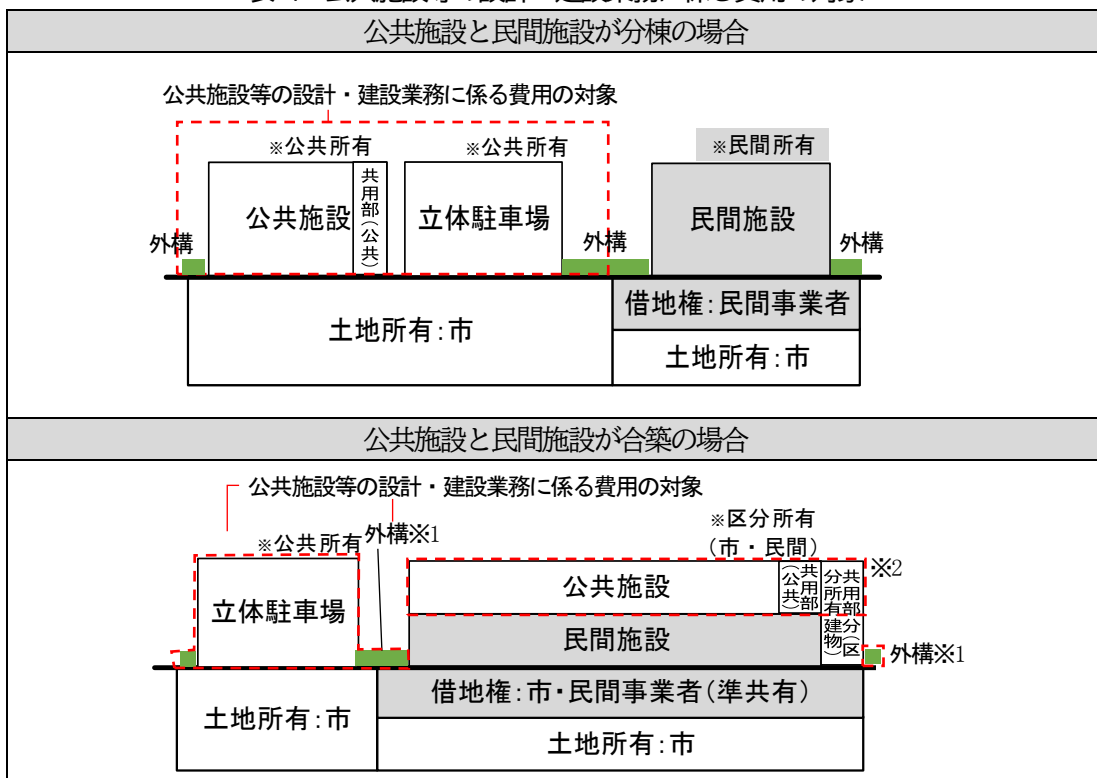 公共施設と民間施設が分棟の場合
公共施設等の設計・建設業務に係る費用の対象
※公共所有
※公共所有
※民間所有
公共施設
共用部(公共)
立体駐車場
民間施設
外構
外構
外構
土地所有:市
借地権:民間事業者
土地所有:市
公共施設と民間施設が合築の場合
公共施設等の設計・建設業務に係る費用の対象
※公共所有
外構※1
※区分所有
(市・民間)
※2
立体駐車場
公共施設
共用部
(公共)
共用部分(区
分所有建物)
民間施設
外構※1
借地権:市・民間事業者(準共有)
土地所有:市
土地所有:市